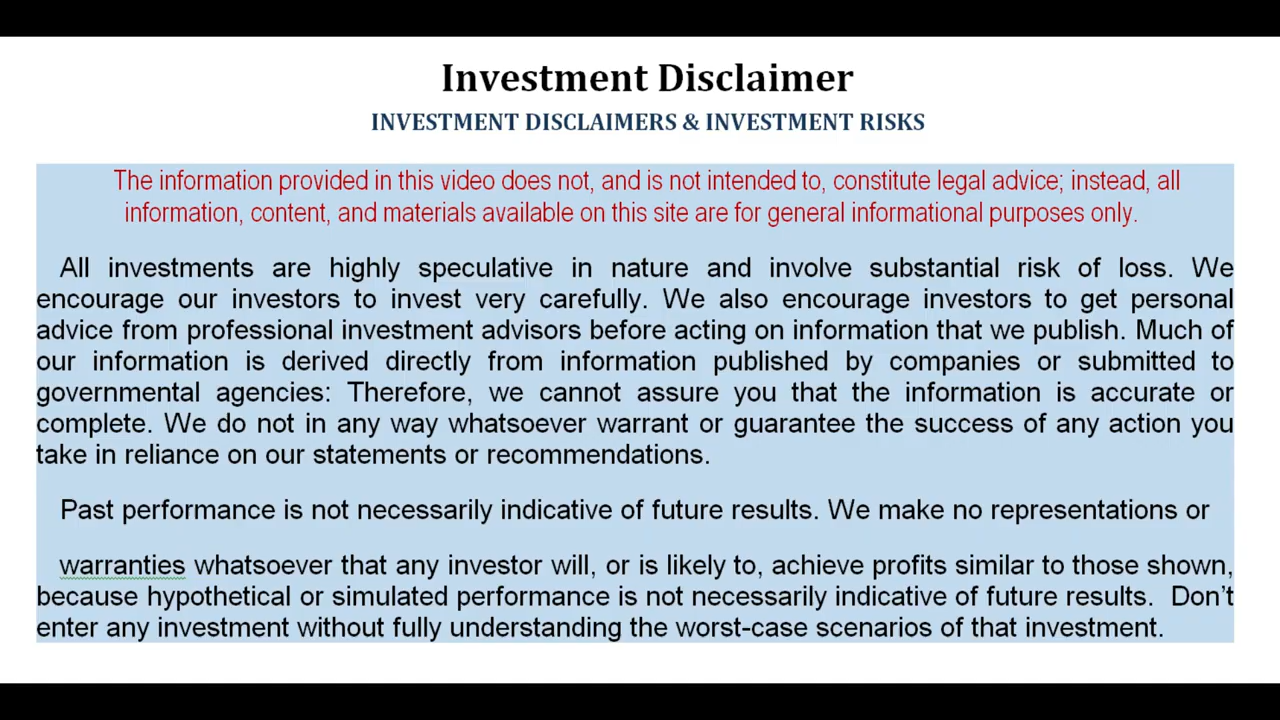 Investment Disclaimer
INVESTMENT DISCLAIMERS & INVESTMENT RISKS
The information provided in this video does not, and is not intended to, constitute legal advice; instead, all
information, content, and materials available on this site are for general informational purposes only.
All investments are highly speculative in nature and involve substantial risk of loss. We
encourage our investors to invest very carefully. We also encourage investors to get personal
advice from professional investment advisors before acting on information that we publish. Much of
our information is derived directly from information published by companies or submitted to
governmental agencies: Therefore, we cannot assure you that the information is accurate or
complete. We do not in any way whatsoever warrant or guarantee the success of any action you
take in reliance on our statements or recommendations.
Past performance is not necessarily indicative of future results. We make no representations or
warranties whatsoever that any investor will, or is likely to, achieve profits similar to those shown,
because hypothetical or simulated performance is not necessarily indicative of future results.  Don’t
enter any investment without fully understanding the worst-case scenarios of that investment.